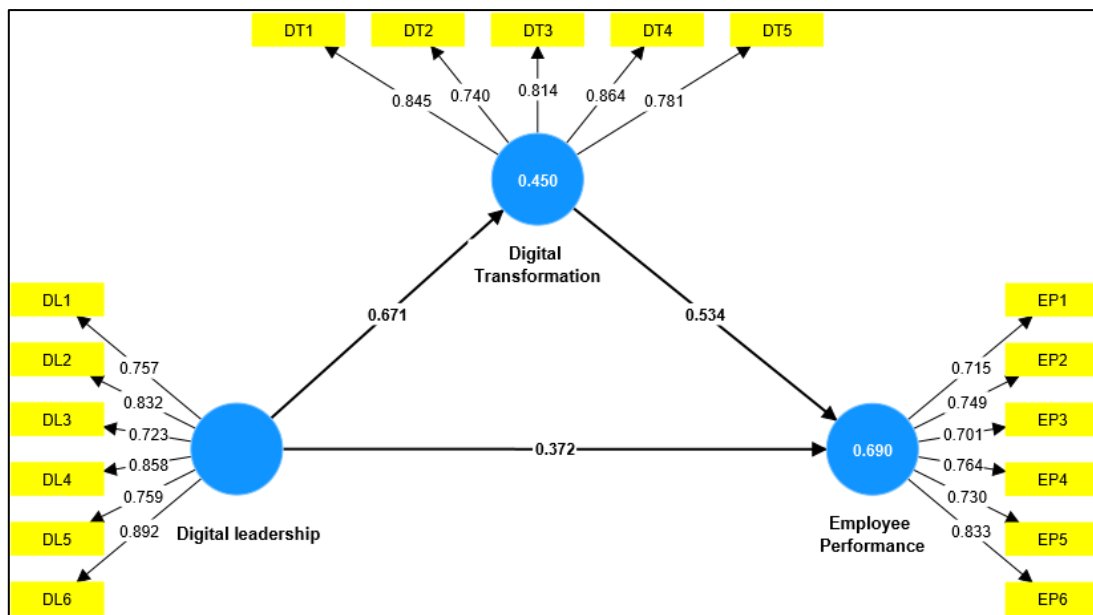 DT1 DT2 DT3 DT4 DT5
0.845 0.740 0.814 0.864 0.781
0.450
Digital
Transformation
0.671
0.534
DL1
DL2
DL3
DL4
DL5
DL6
0.757
0.832
0.723
0.858
0.759
0.892
Digital leadership
0.372
0.690
Employee
Performance
0.715
0.749
0.701
0.764
0.730
0.833
EP1
EP2
EP3
EP4
EP5
EP6